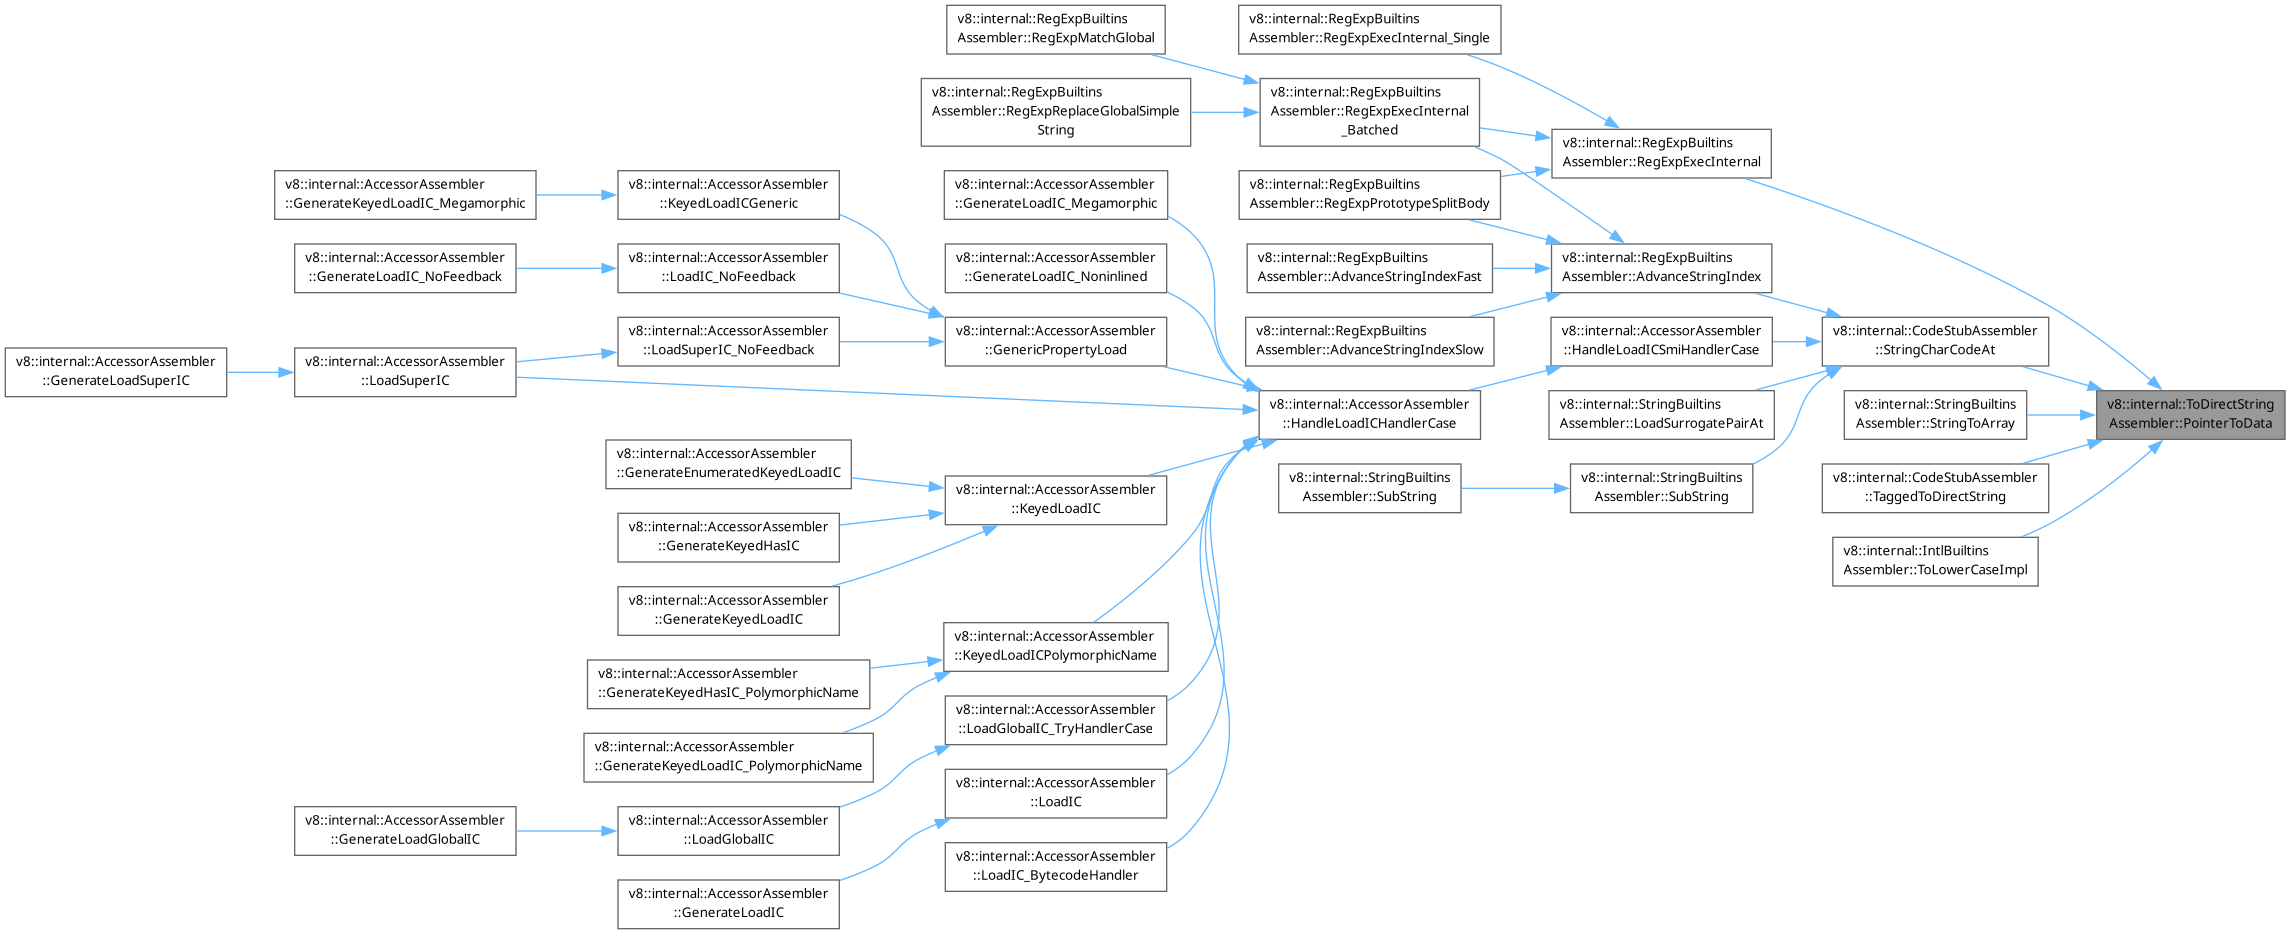 v8::internal::RegExpBuiltins
Assembler::RegExpMatchGlobal
v8::internal::RegExpBuiltins
Assembler::RegExpExecInternal_Single
v8::internal::RegExpBuiltins
Assembler::RegExpReplaceGlobalSimple
String
v8::internal::RegExpBuiltins
Assembler::RegExpExecInternal
_Batched
v8::internal::RegExpBuiltins
Assembler::RegExpExecInternal
v8::internal::AccessorAssembler
::GenerateKeyedLoadIC_Megamorphic
v8::internal::AccessorAssembler
::KeyedLoadICGeneric
v8::internal::AccessorAssembler
::GenerateLoadIC_Megamorphic
v8::internal::RegExpBuiltins
Assembler::RegExpPrototypeSplitBody
v8::internal::AccessorAssembler
::GenerateLoadIC_NoFeedback
v8::internal::AccessorAssembler
::LoadIC_NoFeedback
v8::internal::AccessorAssembler
::GenerateLoadIC_Noninlined
v8::internal::RegExpBuiltins
Assembler::AdvanceStringIndexFast
v8::internal::RegExpBuiltins
Assembler::AdvanceStringIndex
v8::internal::AccessorAssembler
::GenerateLoadSuperIC
v8::internal::AccessorAssembler
::LoadSuperIC
v8::internal::AccessorAssembler
::LoadSuperIC_NoFeedback
v8::internal::AccessorAssembler
::GenericPropertyLoad
v8::internal::RegExpBuiltins
Assembler::AdvanceStringIndexSlow
v8::internal::AccessorAssembler
::HandleLoadICSmiHandlerCase
v8::internal::CodeStubAssembler
::StringCharCodeAt
v8::internal::AccessorAssembler
::HandleLoadICHandlerCase
v8::internal::StringBuiltins
Assembler::LoadSurrogatePairAt
v8::internal::StringBuiltins
Assembler::StringToArray
v8::internal::ToDirectString
Assembler::PointerToData
v8::internal::AccessorAssembler
::GenerateEnumeratedKeyedLoadIC
v8::internal::AccessorAssembler
::KeyedLoadIC
v8::internal::StringBuiltins
Assembler::SubString
v8::internal::StringBuiltins
Assembler::SubString
v8::internal::CodeStubAssembler
::TaggedToDirectString
v8::internal::AccessorAssembler
::GenerateKeyedHasIC
v8::internal::IntlBuiltins
Assembler::ToLowerCaseImpl
v8::internal::AccessorAssembler
::GenerateKeyedLoadIC
v8::internal::AccessorAssembler
::KeyedLoadICPolymorphicName
v8::internal::AccessorAssembler
::GenerateKeyedHasIC_PolymorphicName
v8::internal::AccessorAssembler
::LoadGlobalIC_TryHandlerCase
v8::internal::AccessorAssembler
::GenerateKeyedLoadIC_PolymorphicName
v8::internal::AccessorAssembler
::LoadIC
v8::internal::AccessorAssembler
::GenerateLoadGlobalIC
v8::internal::AccessorAssembler
::LoadGlobalIC
v8::internal::AccessorAssembler
::LoadIC_BytecodeHandler
v8::internal::AccessorAssembler
::GenerateLoadIC